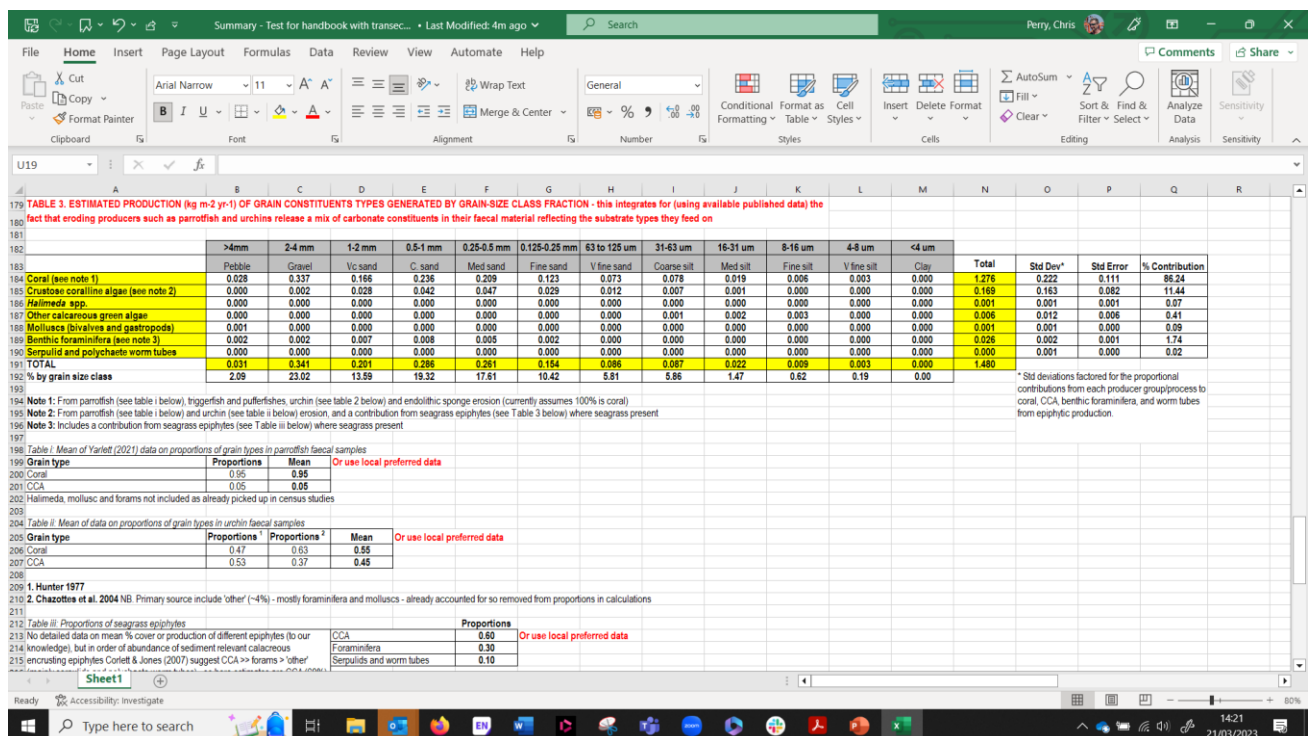 Summary - Test for handbook with transec... • Last Modified: 4m ago
Search
Perry, Chris
File Home Insert Page Layout Formulas Data Review View Automate Help
Comments Share
Paste
Cut
Copy
Format Painter
Clipboard
Arial Narrow 11
B I U
Font
Wrap Text
Merge & Center
Alignment
General
Number
Conditional Formatting
Format as Table
Cell Styles
Styles
Insert Delete Format
Cells
AutoSum
Fill
Clear
Sort & Filter
Find & Select
Editing
Analyze Data
Analysis
Sensitivity
Sensitivity
U19 fx
A B C D E F G H I J K L M N O P Q R
179 TABLE 3. ESTIMATED PRODUCTION (kg m-2 yr-1) OF GRAIN CONSTITUENTS TYPES GENERATED BY GRAIN-SIZE CLASS FRACTION - this integrates for (using available published data) the
180 fact that eroding producers such as parrotfish and urchins release a mix of carbonate constituents in their faecal material reflecting the substrate types they feed on
181
182 >4mm 2-4 mm 1-2 mm 0.5-1 mm 0.25-0.5 mm 0.125-0.25 mm 63 to 125 um 31-63 um 16-31 um 8-16 um 4-8 um <4 um
183 Pebble Gravel Vc sand C. sand Med sand Fine sand V fine sand Coarse silt Med silt Fine silt V fine silt Clay Total Std Dev* Std Error % Contribution
184 Coral (see note 1) 0.028 0.337 0.166 0.236 0.209 0.123 0.073 0.078 0.019 0.006 0.003 0.000 1.276 0.222 0.111 86.24
185 Crustose coralline algae (see note 2) 0.000 0.002 0.028 0.042 0.047 0.029 0.012 0.007 0.001 0.000 0.000 0.000 0.169 0.163 0.082 11.44
186 Halimeda spp. 0.000 0.000 0.000 0.000 0.000 0.000 0.000 0.000 0.000 0.000 0.000 0.000 0.001 0.001 0.001 0.07
187 Other calcareous green algae 0.000 0.000 0.000 0.000 0.000 0.000 0.000 0.001 0.002 0.003 0.000 0.000 0.006 0.012 0.006 0.41
188 Molluscs (bivalves and gastropods) 0.001 0.000 0.000 0.000 0.000 0.000 0.000 0.000 0.000 0.000 0.000 0.000 0.001 0.001 0.000 0.09
189 Benthic foraminifera (see note 3) 0.002 0.002 0.007 0.008 0.005 0.002 0.000 0.000 0.000 0.000 0.000 0.000 0.026 0.002 0.001 1.74
190 Serpulid and polychaete worm tubes 0.000 0.000 0.000 0.000 0.000 0.000 0.000 0.000 0.000 0.000 0.000 0.000 0.000 0.001 0.000 0.02
191 TOTAL 0.031 0.341 0.201 0.286 0.261 0.154 0.086 0.087 0.022 0.009 0.003 0.000 1.480
192 % by grain size class 2.09 23.02 13.59 19.32 17.61 10.42 5.81 5.86 1.47 0.62 0.19 0.00
* Std deviations factored for the proportional
contributions from each producer group/process to
coral, CCA, benthic foraminifera, and worm tubes
from epiphytic production.
193
194 Note 1: From parrotfish (see table i below), triggerfish and pufferfishes, urchin (see table 2 below) and endolithic sponge erosion (currently assumes 100% is coral)
195 Note 2: From parrotfish (see table i below) and urchin (see table ii below) erosion, and a contribution from seagrass epiphytes (see Table 3 below) where seagrass present
196 Note 3: Includes a contribution from seagrass epiphytes (see Table iii below) where seagrass present
197
198 Table i: Mean of Yarlett (2021) data on proportions of grain types in parrotfish faecal samples
199 Grain type Proportions Mean Or use local preferred data
200 Coral 0.95 0.95
201 CCA 0.05 0.05
202 Halimeda, mollusc and forams not included as already picked up in census studies
203
204 Table ii: Mean of data on proportions of grain types in urchin faecal samples
205 Grain type Proportions 1 Proportions 2 Mean Or use local preferred data
206 Coral 0.47 0.63 0.55
207 CCA 0.53 0.37 0.45
208
209 1. Hunter 1977
210 2. Chazottes et al. 2004 NB. Primary source include 'other' (~4%) - mostly foraminifera and molluscs - already accounted for so removed from proportions in calculations
211
212 Table iii: Proportions of seagrass epiphytes Proportions
213 No detailed data on mean % cover or production of different epiphytes (to our CCA 0.60 Or use local preferred data
214 knowledge), but in order of abundance of sediment relevant calacreous Foraminifera 0.30
215 encrusting epiphytes Corlett & Jones (2007) suggest CCA >> forams > 'other' Serpulids and worm tubes 0.10
Sheet1
Ready Accessibility: Investigate 80%
Type here to search
EN
zoom
14:21
21/03/2023